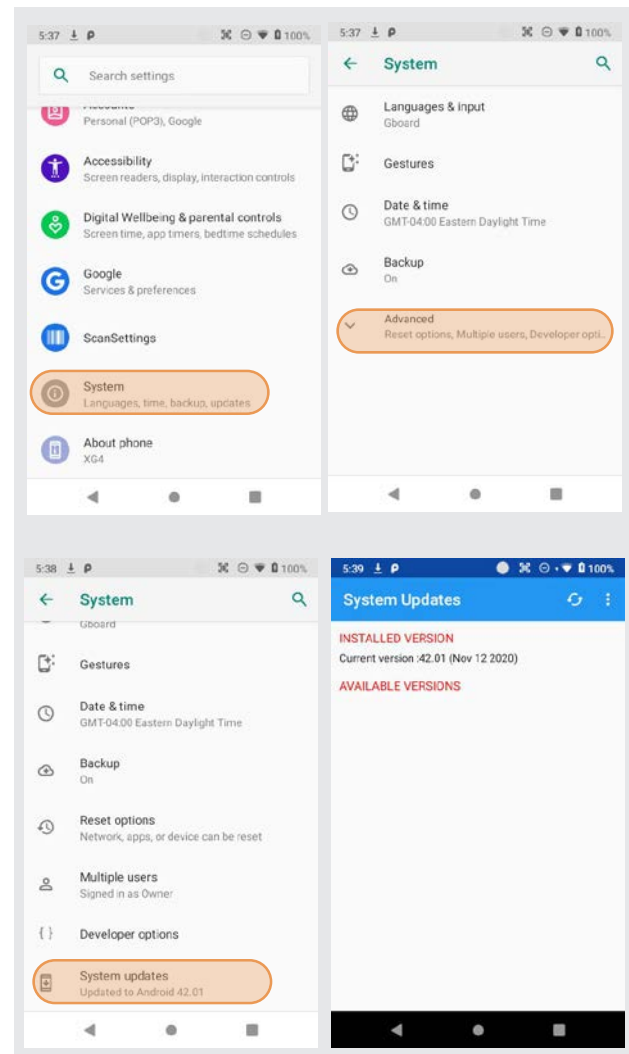 5:37 100%
Search settings
Accounts
Personal (POP3), Google
Accessibility
Screen readers, display, interaction controls
Digital Wellbeing & parental controls
Screen time, app timers, bedtime schedules
Google
Services & preferences
ScanSettings
System
Languages, time, backup, updates
About phone
XG4
5:37 100%
System
Languages & input
Gboard
Gestures
Date & time
GMT-04:00 Eastern Daylight Time
Backup
On
Advanced
Reset options, Multiple users, Developer opti..
5:38 100%
System
Gboard
Gestures
Date & time
GMT-04:00 Eastern Daylight Time
Backup
On
Reset options
Network, apps, or device can be reset
Multiple users
Signed in as Owner
{ } Developer options
System updates
Updated to Android 42.01
5:39 100%
System Updates
INSTALLED VERSION
Current version :42.01 (Nov 12 2020)
AVAILABLE VERSIONS